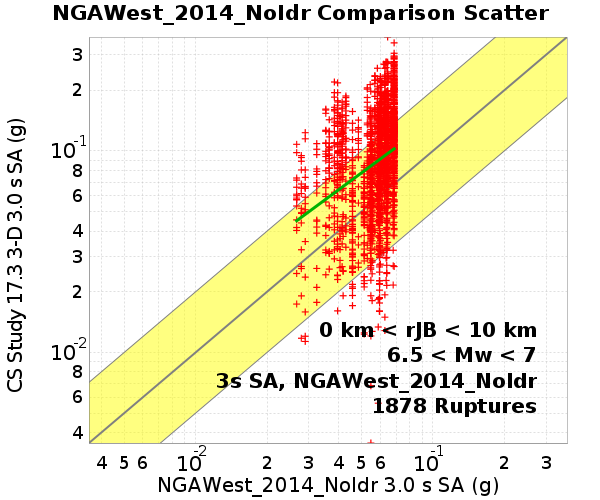 NGAWest_2014_NoIdr Comparison Scatter
CS Study 17.3 3-D 3.0 s SA (g)
3
2
10⁻¹
8
6
4
3
2
10⁻²
8
6
4
0 km < rJB < 10 km
6.5 < Mw < 7
3s SA, NGAWest_2014_NoIdr
1878 Ruptures
4 5 6 10⁻² 2 3 4 5 6 10⁻¹ 2 3
NGAWest_2014_NoIdr 3.0 s SA (g)